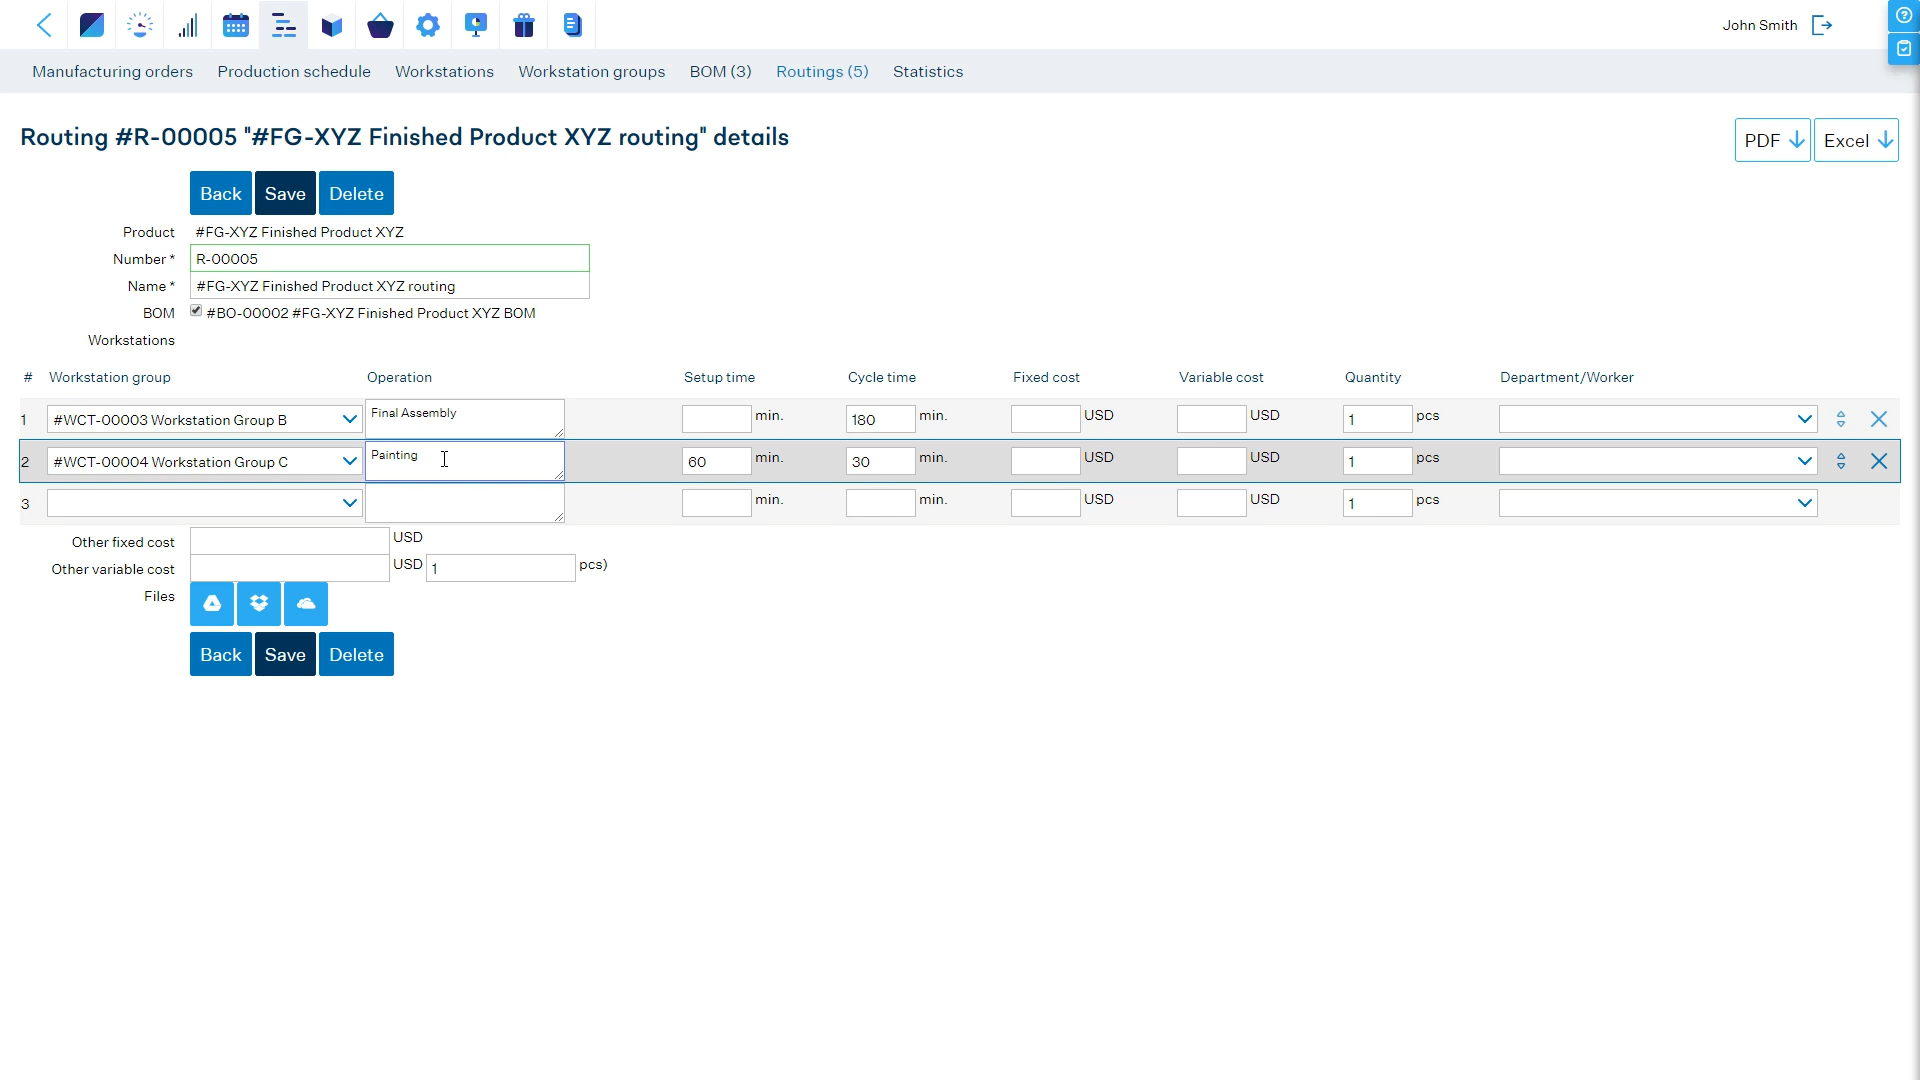 John Smith
Manufacturing orders Production schedule Workstations Workstation groups BOM (3) Routings (5) Statistics
Routing #R-00005 "#FG-XYZ Finished Product XYZ routing" details
PDF Excel
Back Save Delete
Product #FG-XYZ Finished Product XYZ
Number * R-00005
Name * #FG-XYZ Finished Product XYZ routing
BOM #BO-00002 #FG-XYZ Finished Product XYZ BOM
Workstations
# Workstation group Operation Setup time Cycle time Fixed cost Variable cost Quantity Department/Worker
1 #WCT-00003 Workstation Group B Final Assembly min. 180 min. USD USD 1 pcs
2 #WCT-00004 Workstation Group C Painting 60 min. 30 min. USD USD 1 pcs
3 min. min. USD USD 1 pcs
Other fixed cost USD
Other variable cost USD 1 pcs)
Files
Back Save Delete